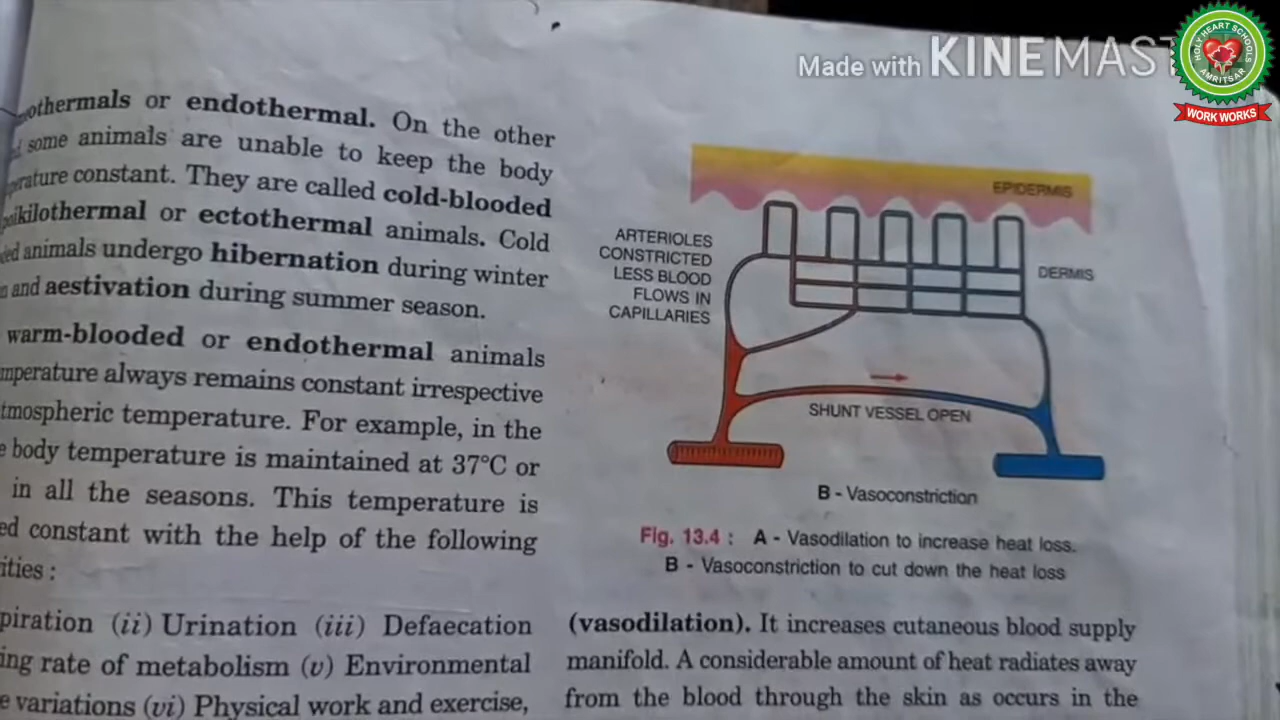 Made with KINEMAST
HOLY HEART SCHOOLS
AMRITSAR
WORK WORKS
or endothermal. On the other
some animals are unable to keep the body
constant. They are called cold-blooded
or ectothermal animals. Cold
animals undergo hibernation during winter
and aestivation during summer season.
warm-blooded or endothermal animals
always remains constant irrespective
temperature. For example, in the
body temperature is maintained at 37°C or
in all the seasons. This temperature is
constant with the help of the following
(ii) Urination (iii) Defaecation
rate of metabolism (v) Environmental
variations (vi) Physical work and exercise,
EPIDERMIS
ARTERIOLES
CONSTRICTED
LESS BLOOD
FLOWS IN
CAPILLARIES
DERMIS
SHUNT VESSEL OPEN
B - Vasoconstriction
Fig. 13.4 : A - Vasodilation to increase heat loss.
B - Vasoconstriction to cut down the heat loss
(vasodilation). It increases cutaneous blood supply
manifold. A considerable amount of heat radiates away
from the blood through the skin as occurs in the